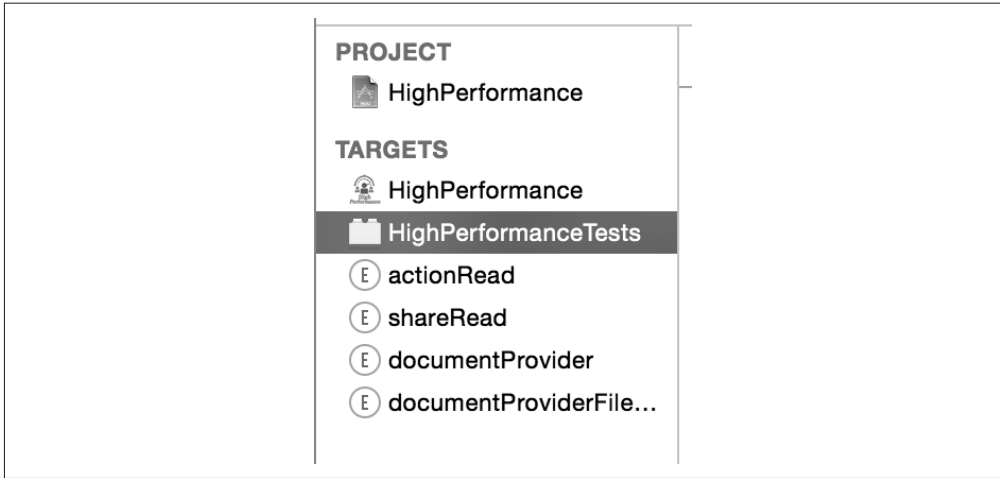 PROJECT
HighPerformance
TARGETS
HighPerformance
HighPerformanceTests
E actionRead
E shareRead
E documentProvider
E documentProviderFile...